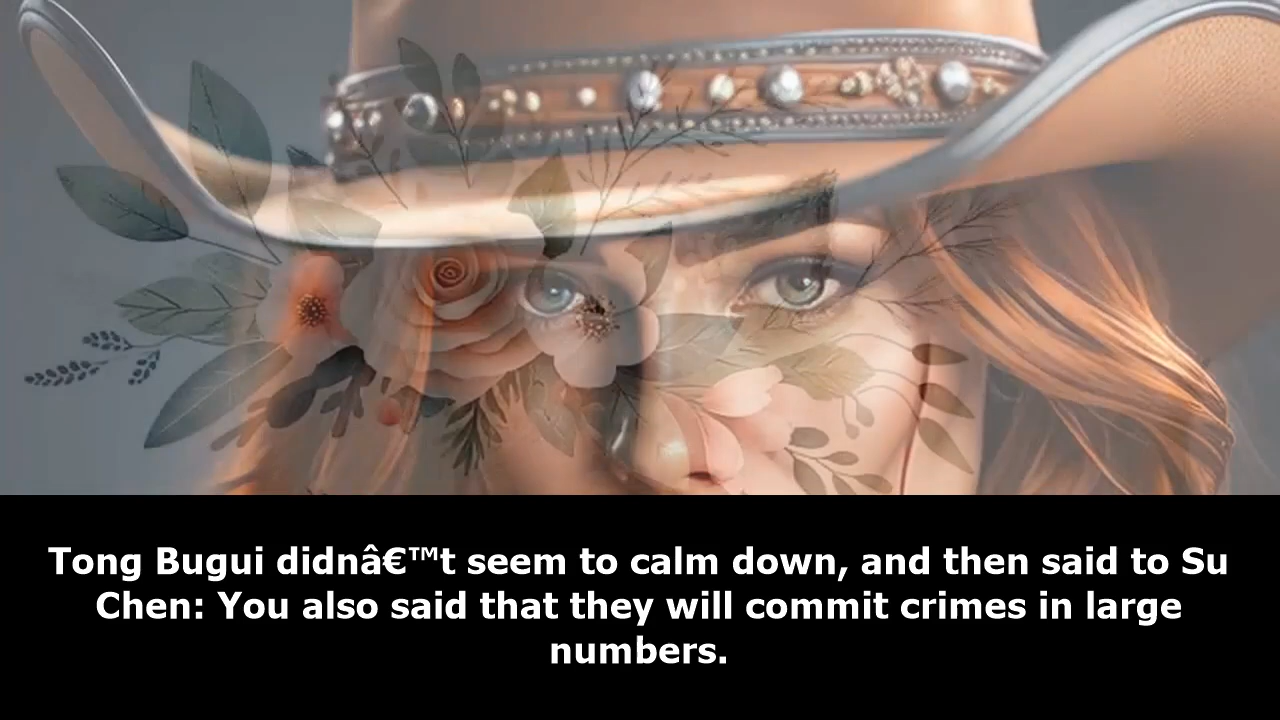 Tong Bugui didnâ€™t seem to calm down, and then said to Su
Chen: You also said that they will commit crimes in large
numbers.